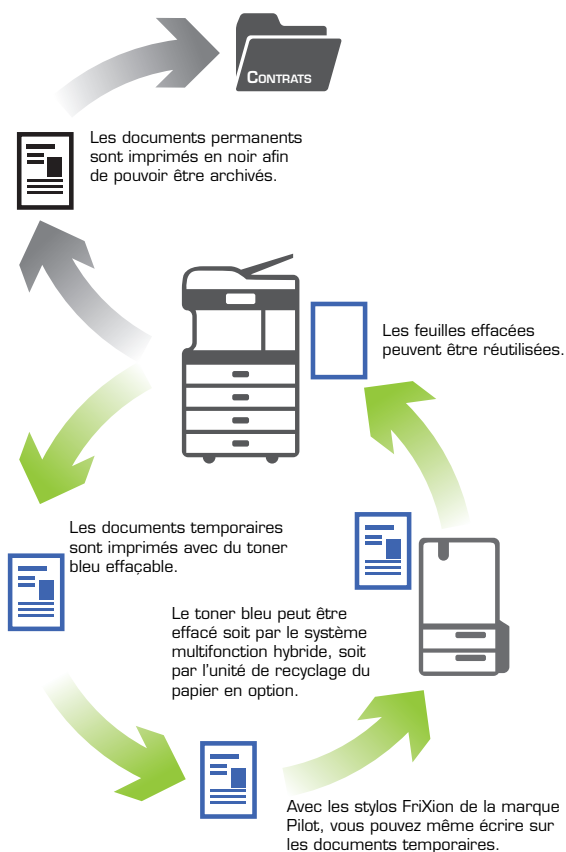 CONTRATS
Les documents permanents
sont imprimés en noir afin
de pouvoir être archivés.
Les feuilles effacées
peuvent être réutilisées.
Les documents temporaires
sont imprimés avec du toner
bleu effaçable.
Le toner bleu peut être
effacé soit par le système
multifonction hybride, soit
par l'unité de recyclage du
papier en option.
Avec les stylos FriXion de la marque
Pilot, vous pouvez même écrire sur
les documents temporaires.